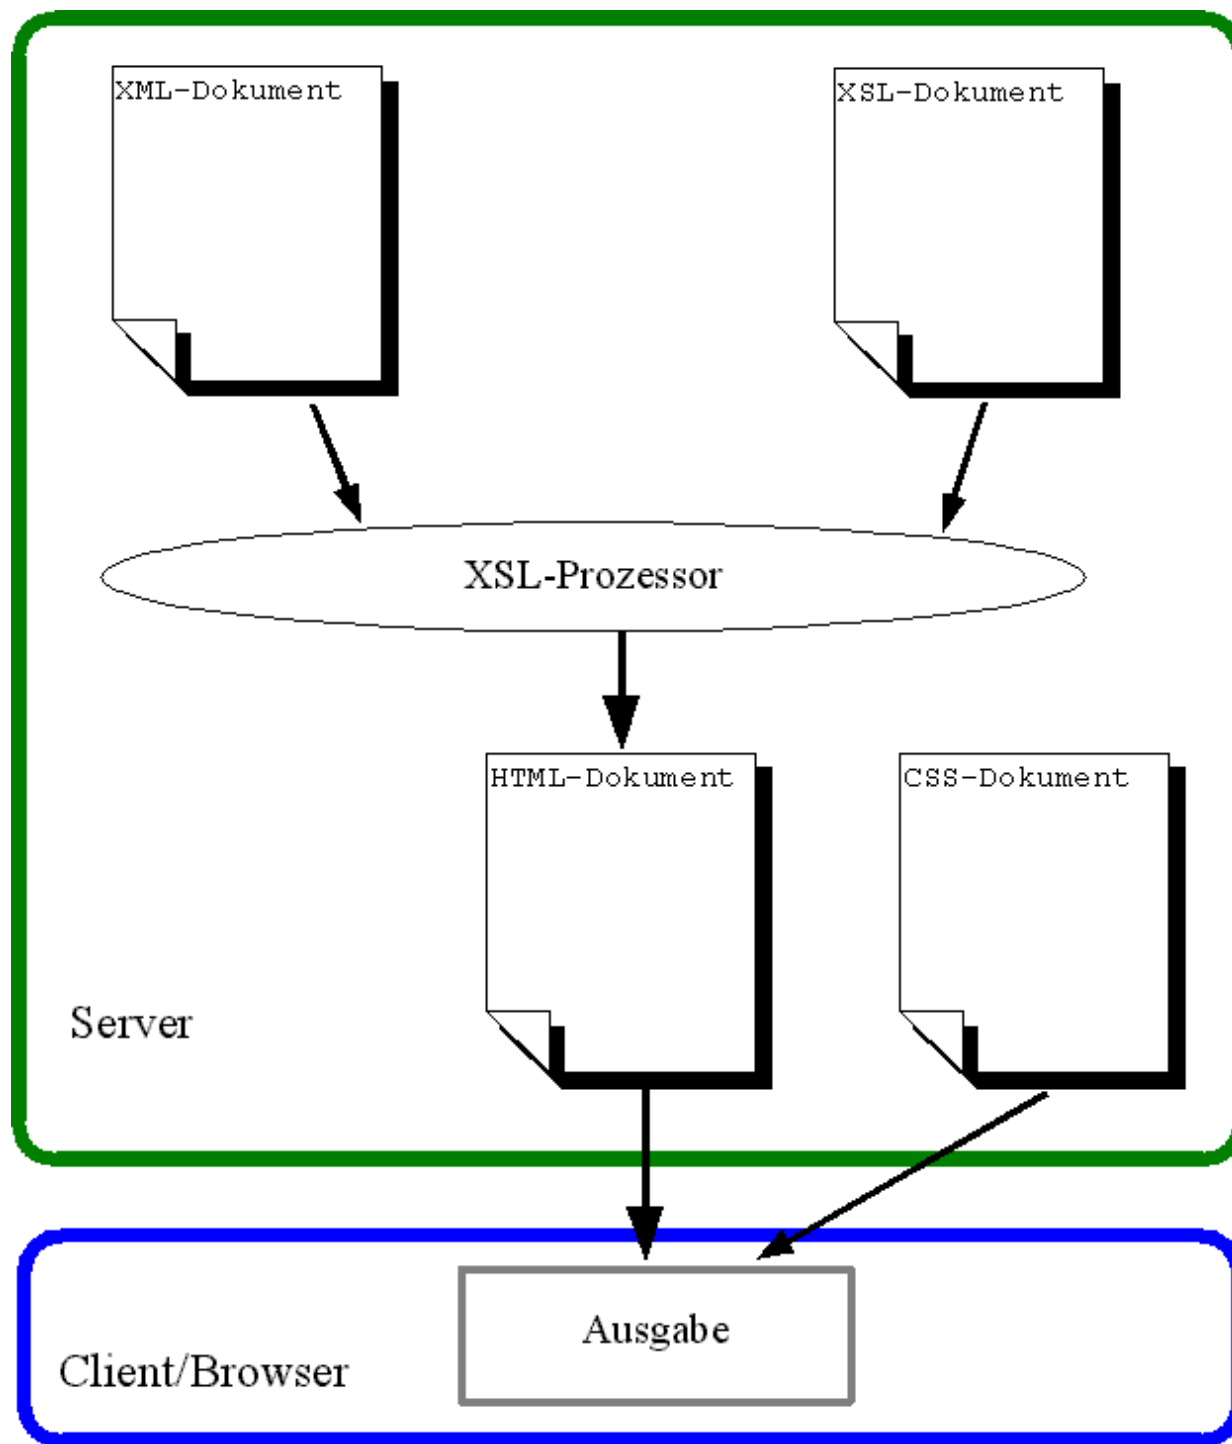 XML-Dokument
XSL-Dokument
XSL-Prozessor
HTML-Dokument
CSS-Dokument
Server
Ausgabe
Client/Browser